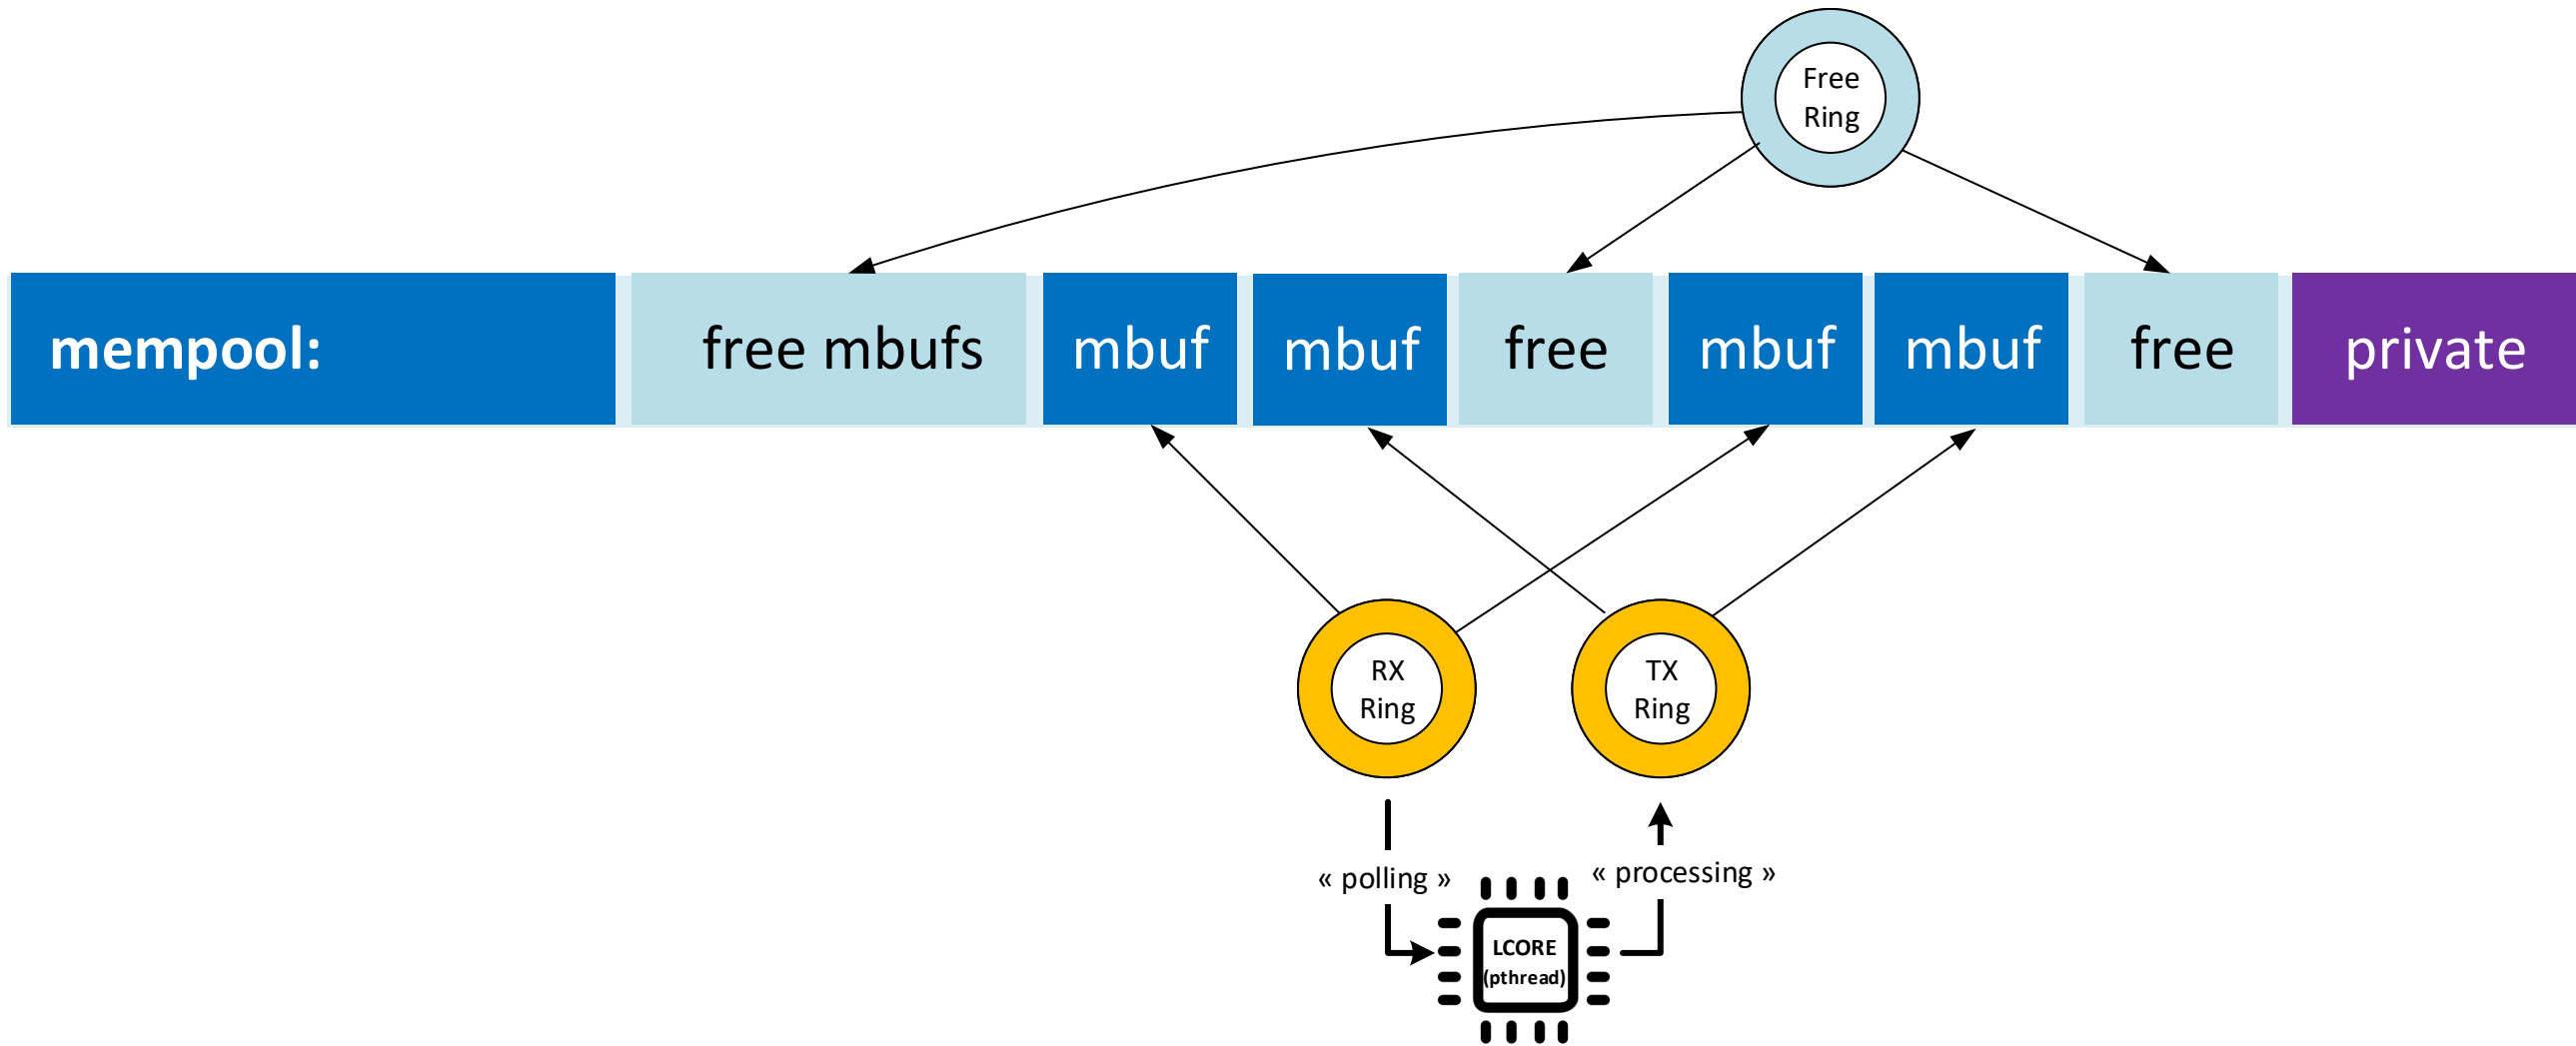 Free
Ring
mempool:
free mbufs
mbuf
mbuf
free
mbuf
mbuf
free
private
RX
Ring
TX
Ring
« polling »
« processing »
LCORE
(pthread)